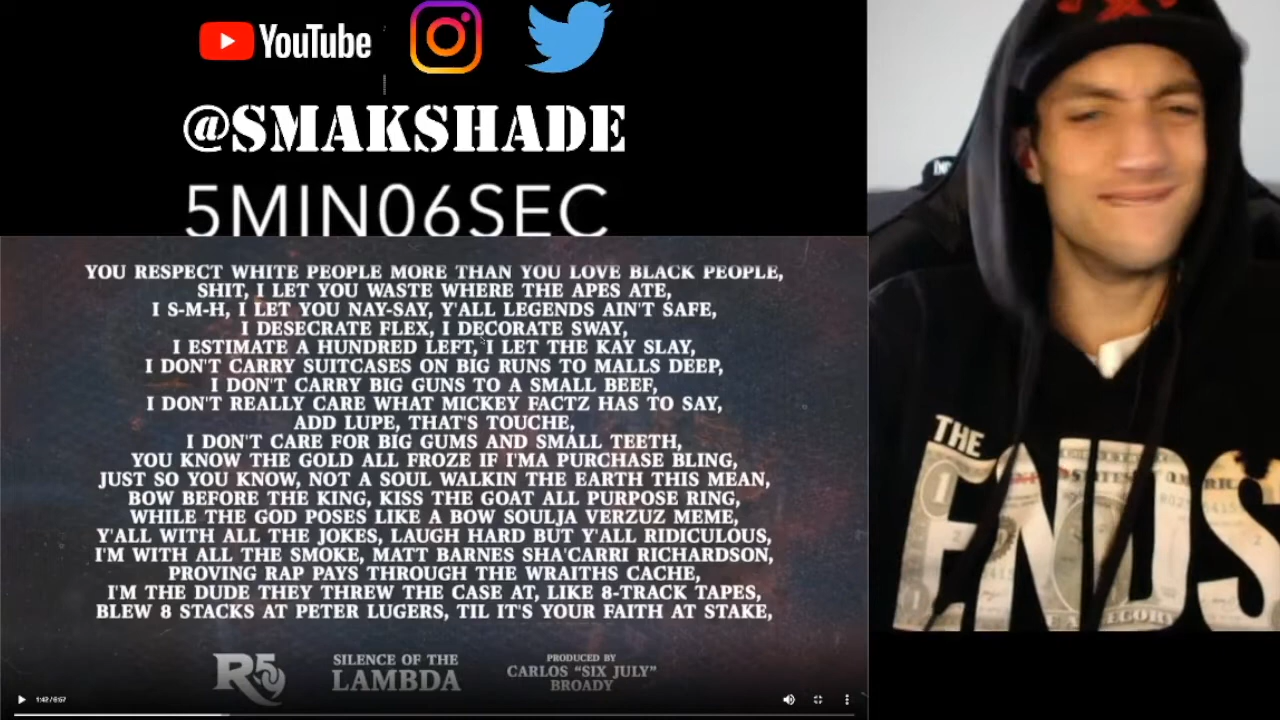 YouTube
@SMAKSHADE
5MIN06SEC
YOU RESPECT WHITE PEOPLE MORE THAN YOU LOVE BLACK PEOPLE,
SHIT, I LET YOU WASTE WHERE THE APES ATE,
I S-M-H, I LET YOU NAY-SAY, Y'ALL LEGENDS AIN'T SAFE,
I DESECRATE FLEX, I DECORATE SWAY,
I ESTIMATE A HUNDRED LEFT, I LET THE KAY SLAY,
I DON'T CARRY SUITCASES ON BIG RUNS TO MALLS DEEP,
I DON'T CARRY BIG GUNS TO A SMALL BEEF,
I DON'T REALLY CARE WHAT MICKEY FACTZ HAS TO SAY,
ADD LUPE, THAT'S TOUCHE,
I DON'T CARE FOR BIG GUMS AND SMALL TEETH,
YOU KNOW THE GOLD ALL FROZE IF I'MA PURCHASE BLING,
JUST SO YOU KNOW, NOT A SOUL WALKIN THE EARTH THIS MEAN,
BOW BEFORE THE KING, KISS THE GOAT ALL PURPOSE RING,
WHILE THE GOD POSES LIKE A BOW SOULJA VERZUZ MEME,
Y'ALL WITH ALL THE JOKES, LAUGH HARD BUT Y'ALL RIDICULOUS,
I'M WITH ALL THE SMOKE, MATT BARNES SHA'CARRI RICHARDSON,
PROVING RAP PAYS THROUGH THE WRAITHS CACHE,
I'M THE DUDE THEY THREW THE CASE AT, LIKE 8-TRACK TAPES,
BLEW 8 STACKS AT PETER LUGERS, TIL IT'S YOUR FAITH AT STAKE,
R5
SILENCE OF THE
LAMBDA
PRODUCED BY
CARLOS "SIX JULY"
BROADY
1:42/6:57
THE
ENDS